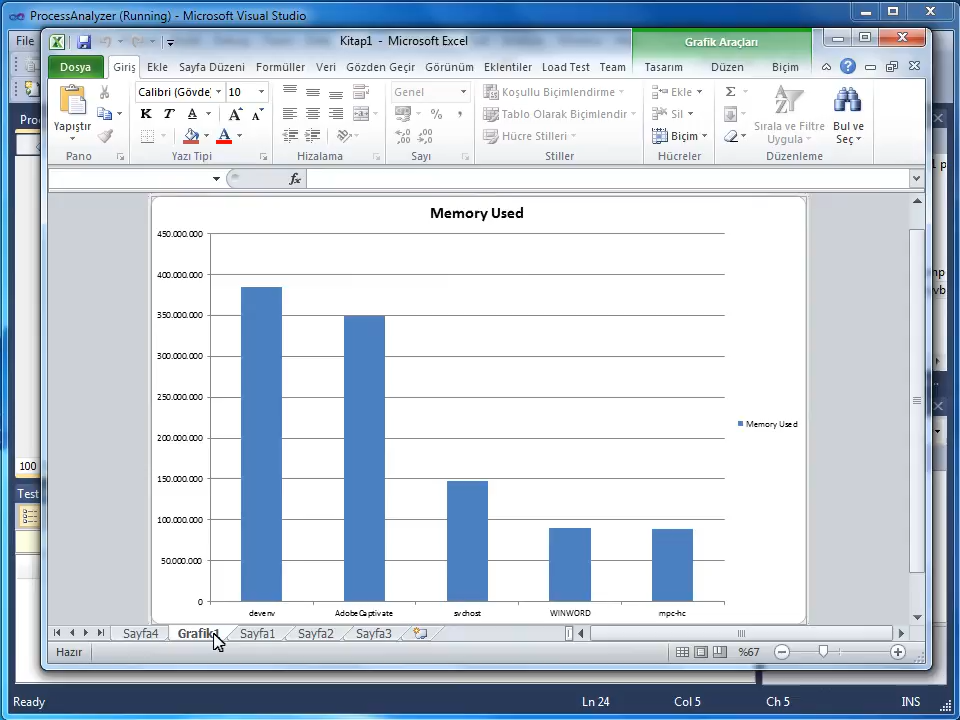 ProcessAnalyzer (Running) - Microsoft Visual Studio
File
Kitap1 - Microsoft Excel
Grafik Araçları
Dosya Giriş Ekle Sayfa Düzeni Formüller Veri Gözden Geçir Görünüm Eklentiler Load Test Team Tasarım Düzen Biçim
Yapıştır
Pano
Calibri (Gövde) 10
K T A
Yazı Tipi
Hizalama
Genel
Sayı
Koşullu Biçimlendirme
Tablo Olarak Biçimlendir
Hücre Stilleri
Stiller
Ekle
Sil
Biçim
Hücreler
Sırala ve Filtre Uygula
Bul ve Seç
Düzenleme
fx
Memory Used
450.000.000
400.000.000
350.000.000
300.000.000
250.000.000
200.000.000
150.000.000
100.000.000
50.000.000
0
devenv AdobeCaptivate svchost WINWORD mpc-hc
Memory Used
Sayfa4 Grafik1 Sayfa1 Sayfa2 Sayfa3
Hazır %67
100
Test
Ready Ln 24 Col 5 Ch 5 INS